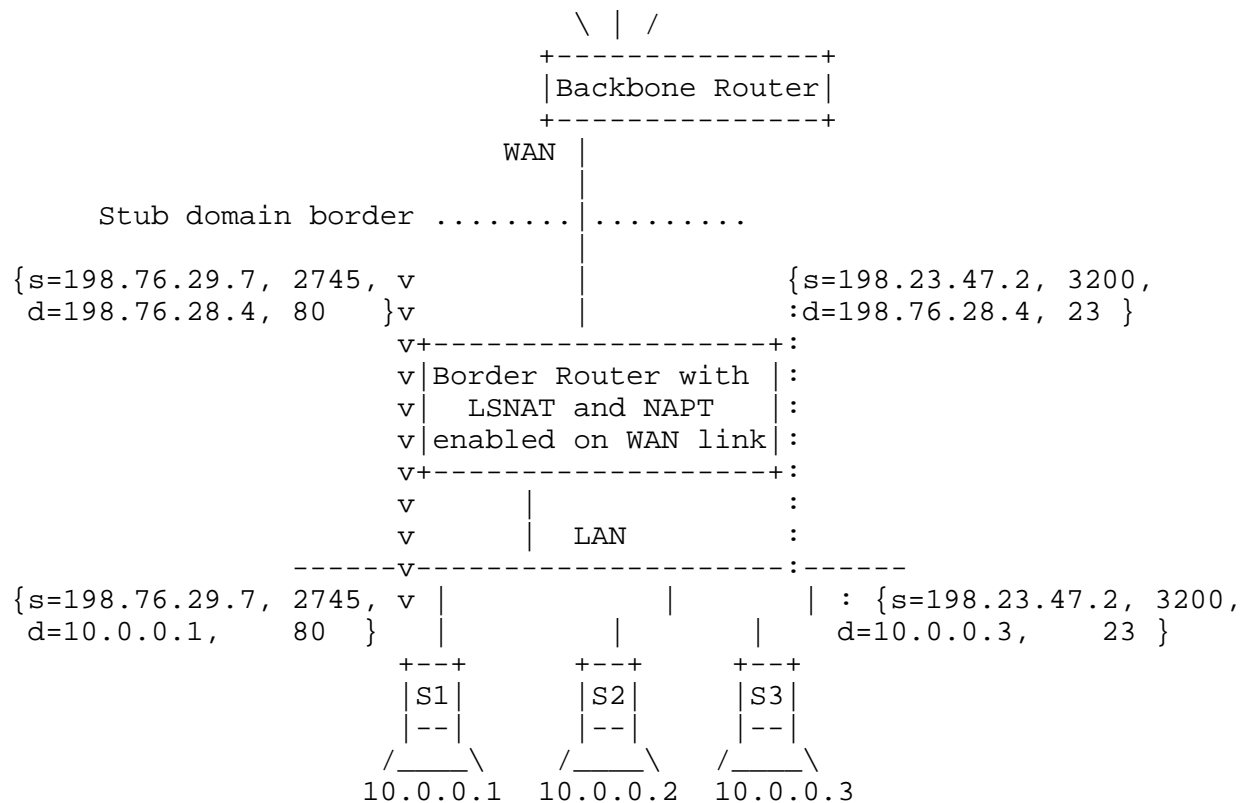 \ | /
                              +---------------+
                              |Backbone Router|
                              +---------------+
                            WAN |
                                |
     Stub domain border ........|.........
                                |
{s=198.76.29.7, 2745, v         |           {s=198.23.47.2, 3200,
 d=198.76.28.4, 80   }v         |           :d=198.76.28.4, 23 }
                      v+-------------------+:
                      v|Border Router with |:
                      v|  LSNAT and NAPT   |:
                      v|enabled on WAN link|:
                      v+-------------------+:
                      v      |              :
                      v      |  LAN         :
                ------v---------------------:------
{s=198.76.29.7, 2745, v |            |       | : {s=198.23.47.2, 3200,
 d=10.0.0.1,    80  }   |         |       |    d=10.0.0.3,    23 }
                      +--+      +--+     +--+
                      |S1|      |S2|     |S3|
                      |--|      |--|     |--|
                     /____\    /____\   /____\
                    10.0.0.1  10.0.0.2  10.0.0.3